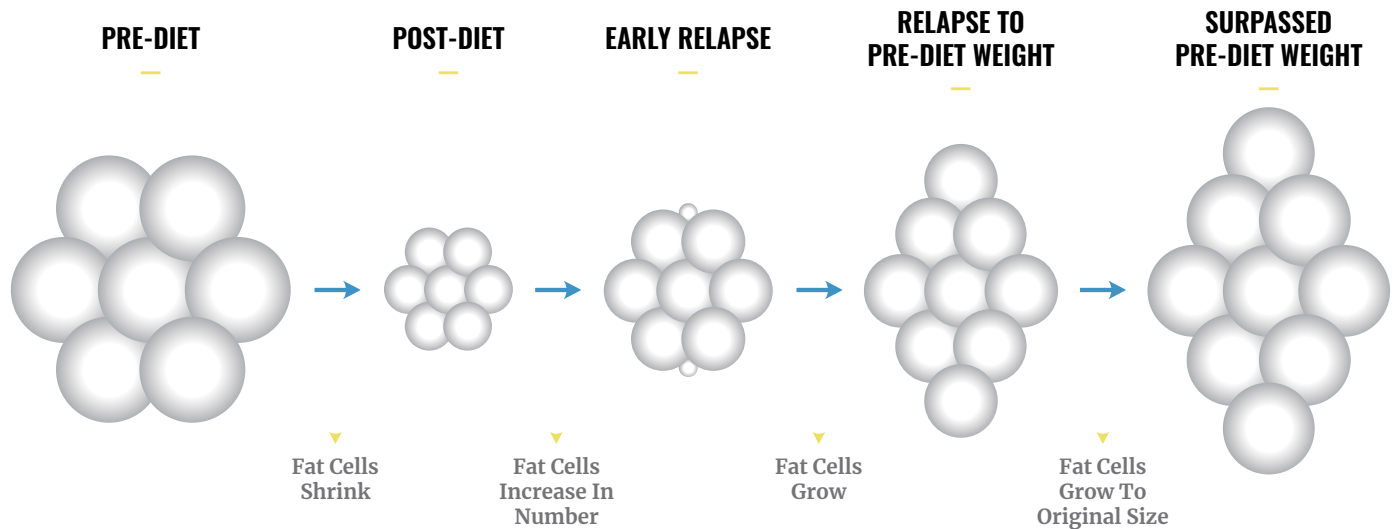 PRE-DIET
POST-DIET
EARLY RELAPSE
RELAPSE TO
PRE-DIET WEIGHT
SURPASSED
PRE-DIET WEIGHT
Fat Cells
Shrink
Fat Cells
Increase In
Number
Fat Cells
Grow
Fat Cells
Grow To
Original Size